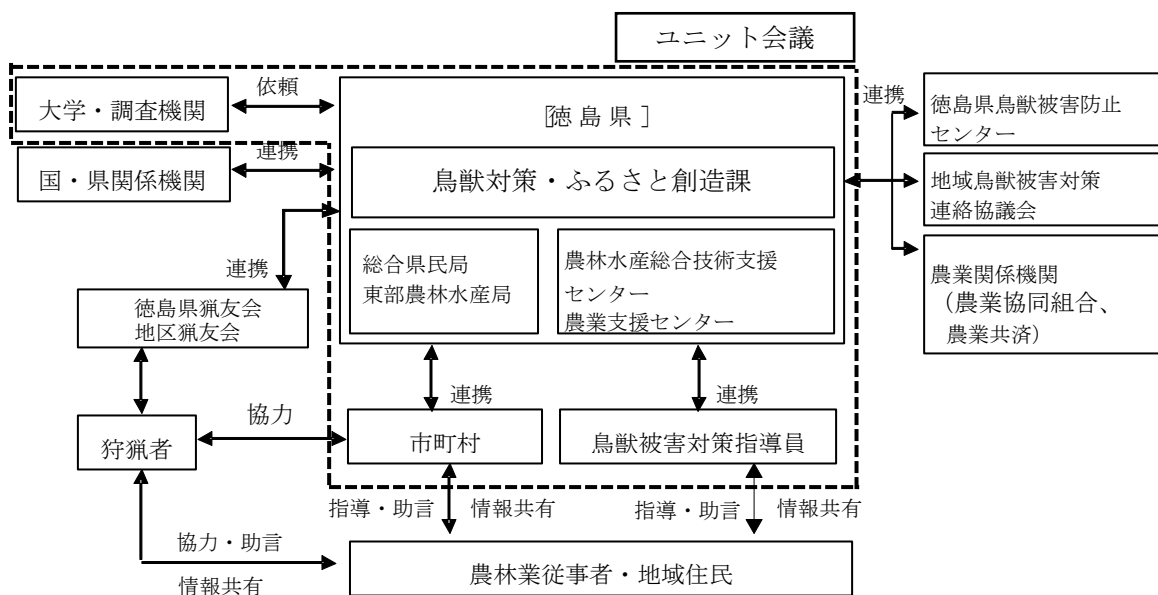 ユニット会議
大学・調査機関
依頼
[徳島県]
連携
徳島県鳥獣被害防止
センター
国・県関係機関
連携
鳥獣対策・ふるさと創造課
地域鳥獣被害対策
連絡協議会
連携
総合県民局
東部農林水産局
農林水産総合技術支援
センター
農業支援センター
農業関係機関
（農業協同組合、
農業共済）
徳島県猟友会
地区猟友会
連携
連携
狩猟者
協力
市町村
鳥獣被害対策指導員
指導・助言
情報共有
指導・助言
情報共有
協力・助言
情報共有
農林業従事者・地域住民